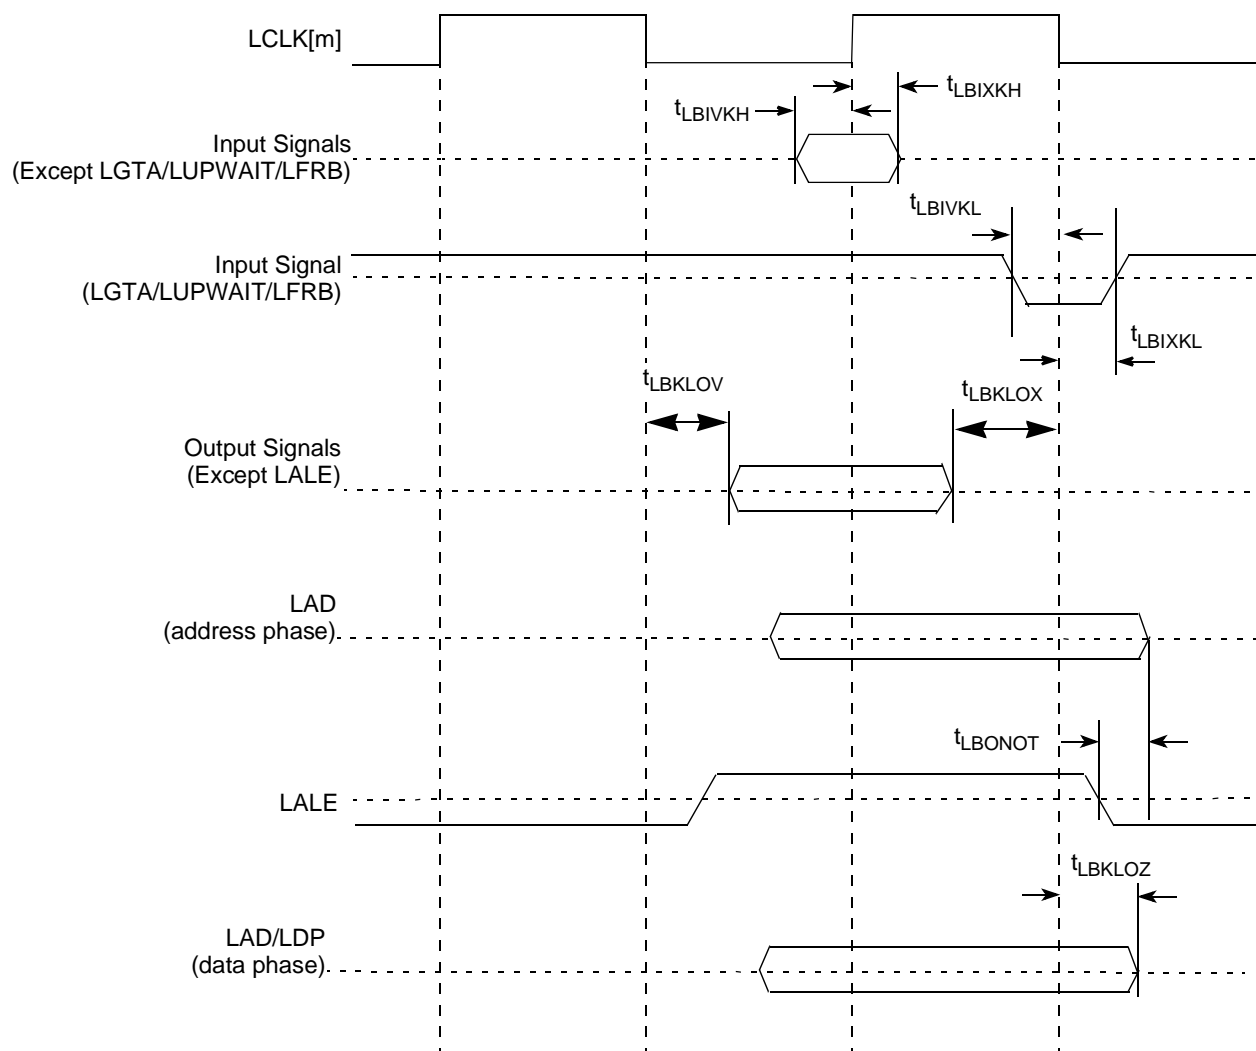 LCLK[m]
tLBIXKH
tLBIVKH
Input Signals
(Except LGTA/LUPWAIT/LFRB)
tLBIVKL
Input Signal
(LGTA/LUPWAIT/LFRB)
tLBIXKL
tLBKLOV
tLBKLOX
Output Signals
(Except LALE)
LAD
(address phase)
tLBONOT
LALE
tLBKLOZ
LAD/LDP
(data phase)